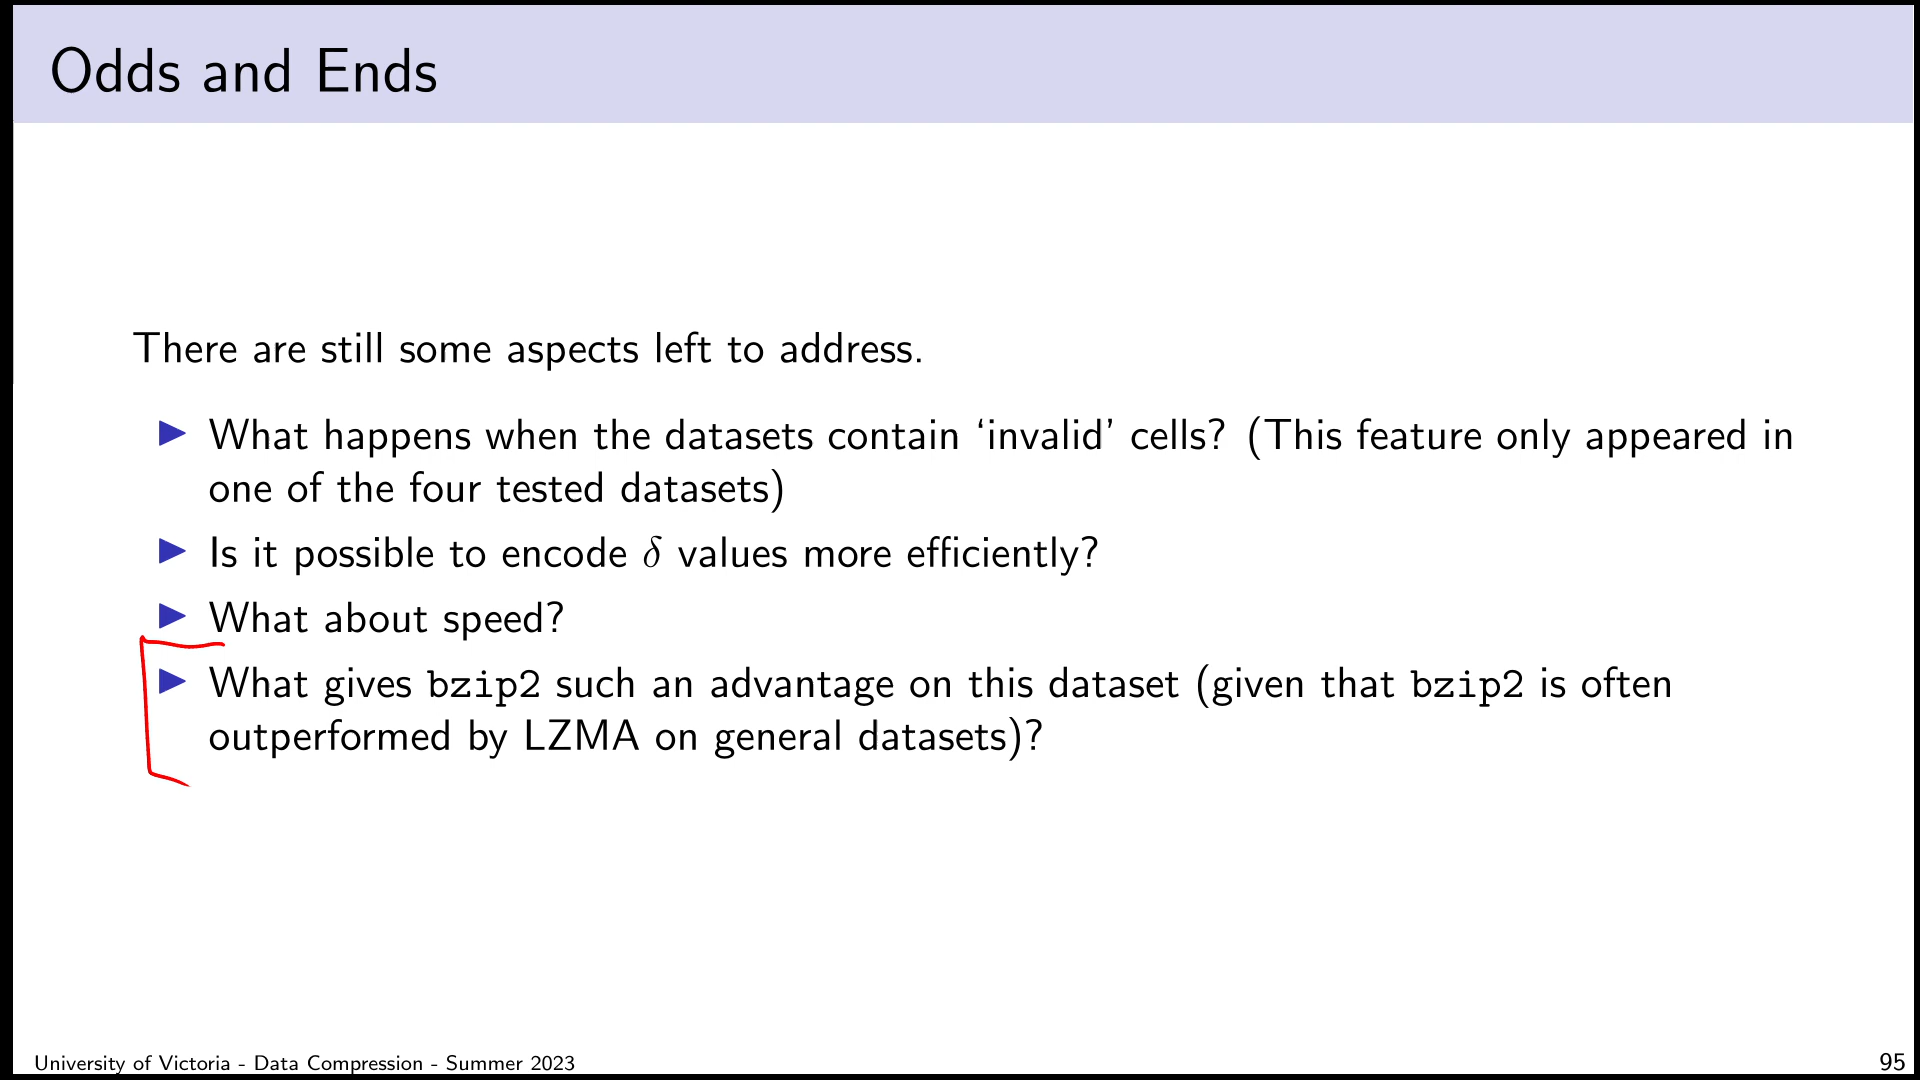 Odds and Ends
There are still some aspects left to address.
▶ What happens when the datasets contain ‘invalid’ cells? (This feature only appeared in
one of the four tested datasets)
▶ Is it possible to encode δ values more efficiently?
▶ What about speed?
▶ What gives bzip2 such an advantage on this dataset (given that bzip2 is often
outperformed by LZMA on general datasets)?
University of Victoria - Data Compression - Summer 2023
95